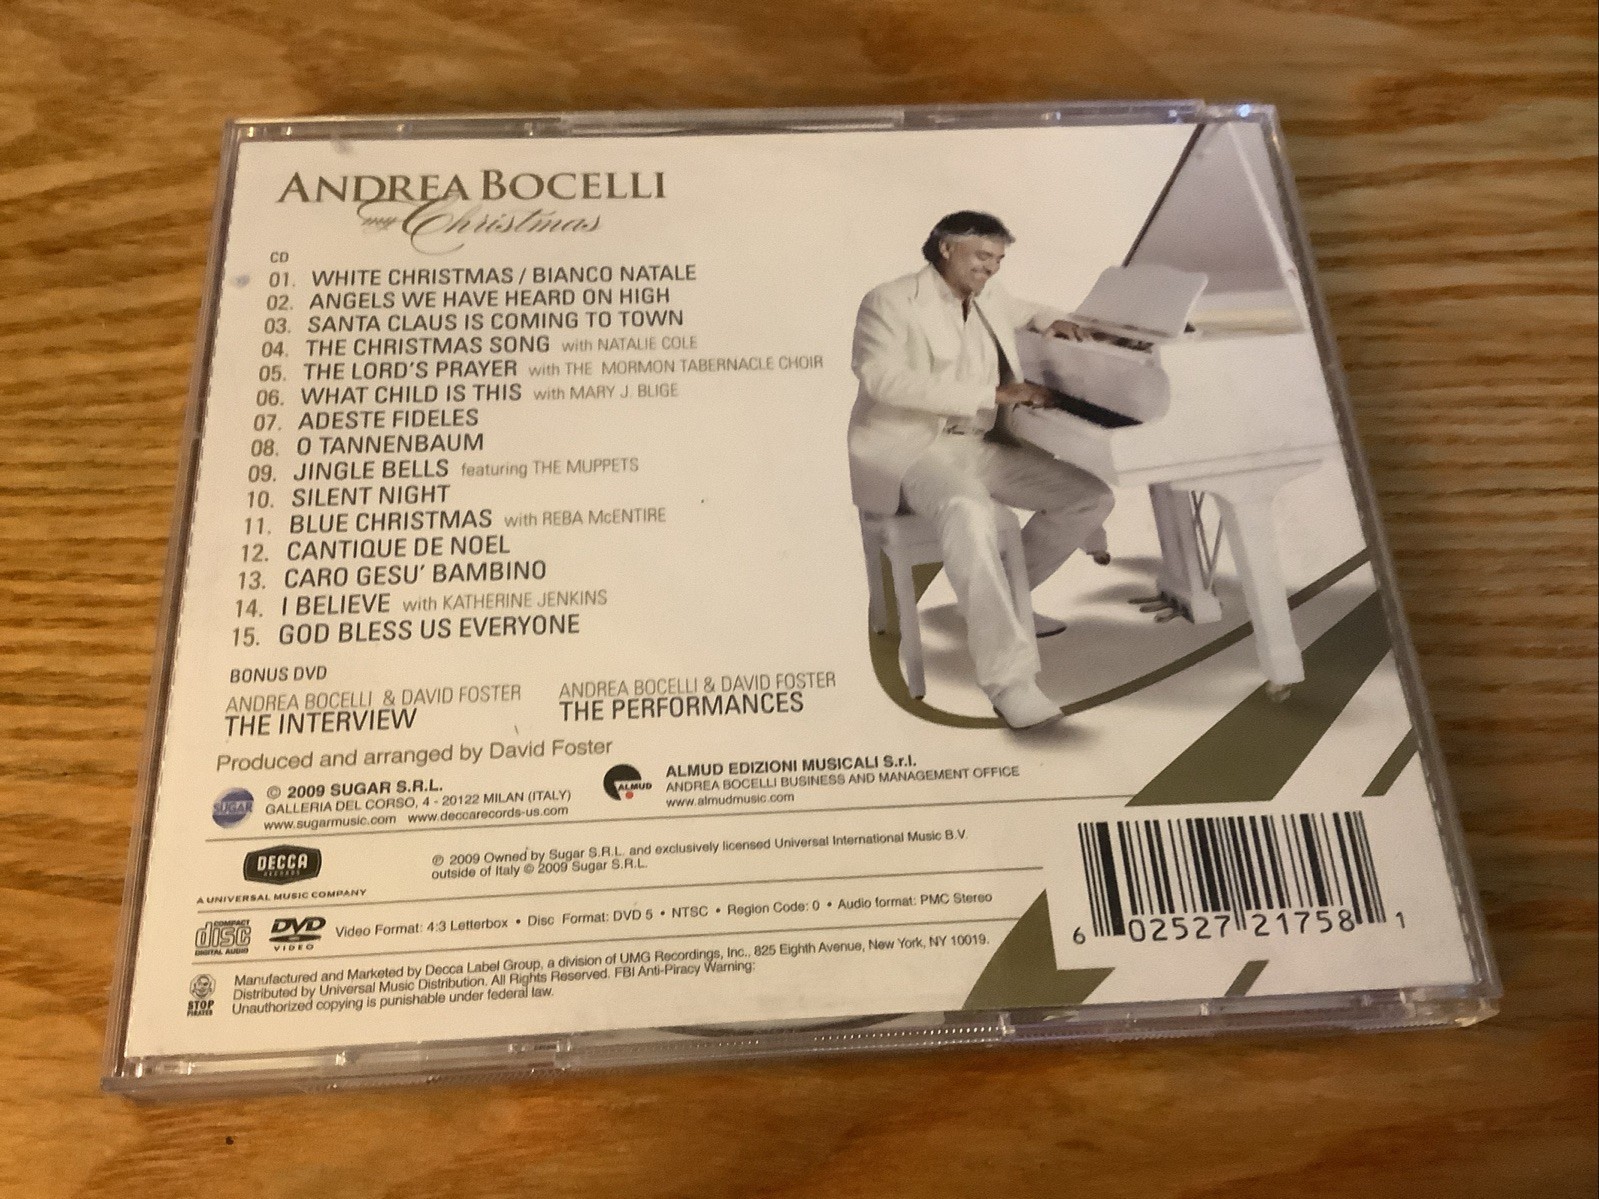 ANDREA BOCELLI
my Christmas
CD
01. WHITE CHRISTMAS / BIANCO NATALE
02. ANGELS WE HAVE HEARD ON HIGH
03. SANTA CLAUS IS COMING TO TOWN
04. THE CHRISTMAS SONG with NATALIE COLE
05. THE LORD'S PRAYER with THE MORMON TABERNACLE CHOIR
06. WHAT CHILD IS THIS with MARY J. BLIGE
07. ADESTE FIDELES
08. O TANNENBAUM
09. JINGLE BELLS featuring THE MUPPETS
10. SILENT NIGHT
11. BLUE CHRISTMAS with REBA McENTIRE
12. CANTIQUE DE NOEL
13. CARO GESU' BAMBINO
14. I BELIEVE with KATHERINE JENKINS
15. GOD BLESS US EVERYONE
BONUS DVD
ANDREA BOCELLI & DAVID FOSTER
THE INTERVIEW
ANDREA BOCELLI & DAVID FOSTER
THE PERFORMANCES
Produced and arranged by David Foster
SUGAR
© 2009 SUGAR S.R.L.
GALLERIA DEL CORSO, 4 - 20122 MILAN (ITALY)
www.sugarmusic.com www.deccarecords-us.com
ALMUD
ALMUD EDIZIONI MUSICALI S.r.l.
ANDREA BOCELLI BUSINESS AND MANAGEMENT OFFICE
www.almudmusic.com
DECCA
RECORDS
A UNIVERSAL MUSIC COMPANY
℗ 2009 Owned by Sugar S.R.L. and exclusively licensed Universal International Music B.V.
outside of Italy © 2009 Sugar S.R.L.
COMPACT
disc
DIGITAL AUDIO
DVD
VIDEO
Video Format: 4:3 Letterbox • Disc Format: DVD 5 • NTSC • Region Code: 0 • Audio format: PMC Stereo
STOP
PIRATES
Manufactured and Marketed by Decca Label Group, a division of UMG Recordings, Inc., 825 Eighth Avenue, New York, NY 10019.
Distributed by Universal Music Distribution. All Rights Reserved. FBI Anti-Piracy Warning:
Unauthorized copying is punishable under federal law.
6 02527 21758 1